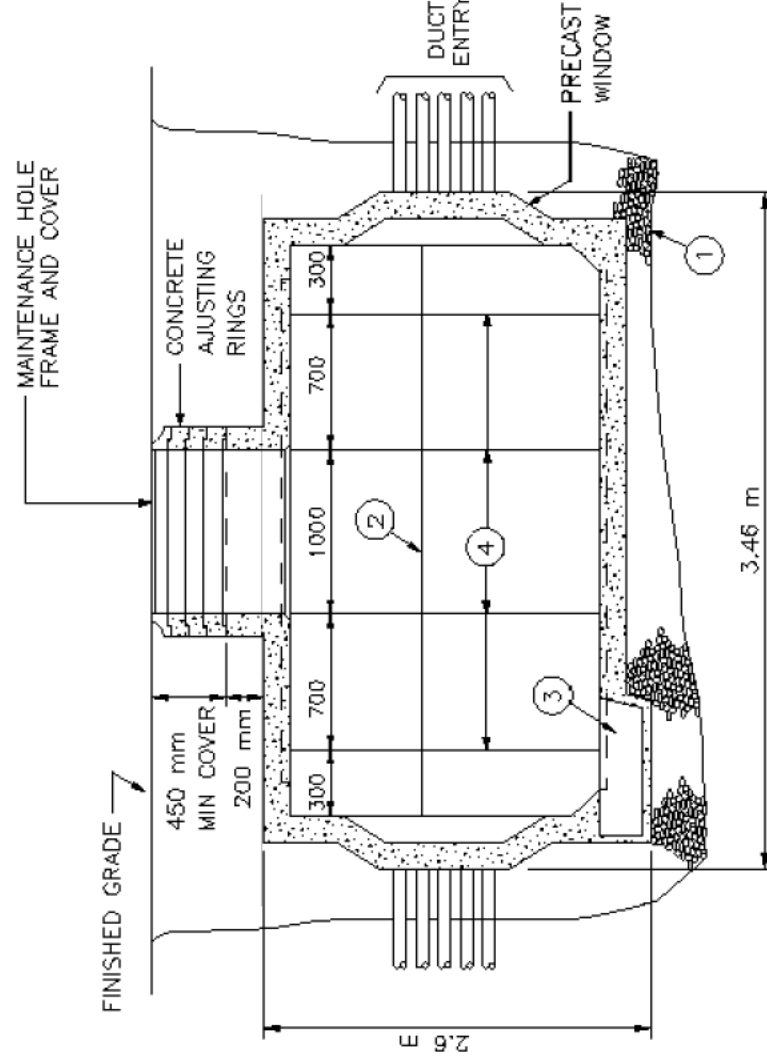 MAINTENANCE HOLE
FRAME AND COVER
FINISHED GRADE
450 mm
MIN COVER
200 mm
CONCRETE
AJUSTING
RINGS
DUCT
ENTRY
300
700
1000
700
300
2
4
3
PRECAST
WINDOW
1
2.6 m
3.46 m